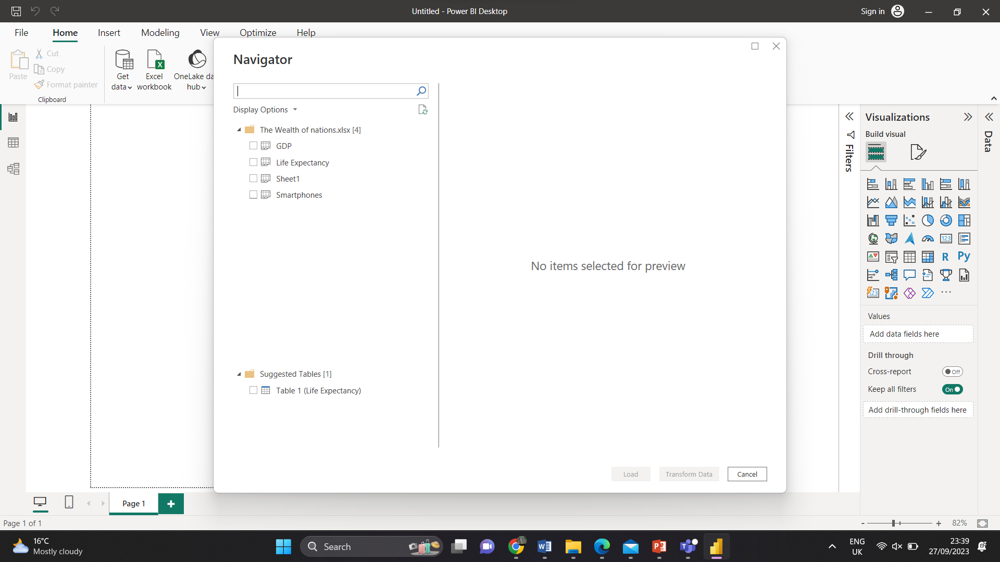 Untitled - Power BI Desktop
Sign in
File Home Insert Modeling View Optimize Help
Paste
Cut
Copy
Format painter
Clipboard
Get data
Excel workbook
OneLake da
hub
Navigator
Display Options
The Wealth of nations.xlsx [4]
GDP
Life Expectancy
Sheet1
Smartphones
Suggested Tables [1]
Table 1 (Life Expectancy)
No items selected for preview
Load Transform Data Cancel
Filters
Visualizations
Build visual
Data
123
R Py
123
Values
Add data fields here
Drill through
Cross-report Off
Keep all filters On
Add drill-through fields here
Page 1
Page 1 of 1
82%
16°C
Mostly cloudy
Search
ENG
UK
23:39
27/09/2023